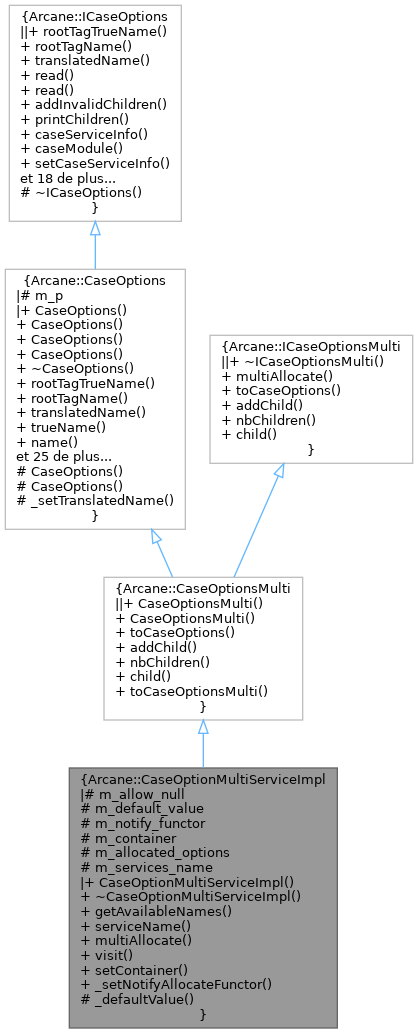 {Arcane::ICaseOptions
||+ rootTagTrueName()
+ rootTagName()
+ translatedName()
+ read()
+ read()
+ addInvalidChildren()
+ printChildren()
+ caseServiceInfo()
+ caseModule()
+ setCaseServiceInfo()
et 18 de plus...
# ~ICaseOptions()
}
{Arcane::CaseOptions
|# m_p
|+ CaseOptions()
+ CaseOptions()
+ CaseOptions()
+ CaseOptions()
+ ~CaseOptions()
+ rootTagTrueName()
+ rootTagName()
+ translatedName()
+ trueName()
+ name()
et 25 de plus...
# CaseOptions()
# CaseOptions()
# _setTranslatedName()
}
{Arcane::ICaseOptionsMulti
||+ ~ICaseOptionsMulti()
+ multiAllocate()
+ toCaseOptions()
+ addChild()
+ nbChildren()
+ child()
}
{Arcane::CaseOptionsMulti
||+ CaseOptionsMulti()
+ CaseOptionsMulti()
+ toCaseOptions()
+ addChild()
+ nbChildren()
+ child()
+ toCaseOptionsMulti()
}
{Arcane::CaseOptionMultiServiceImpl
|# m_allow_null
# m_default_value
# m_notify_functor
# m_container
# m_allocated_options
# m_services_name
|+ CaseOptionMultiServiceImpl()
+ ~CaseOptionMultiServiceImpl()
+ getAvailableNames()
+ serviceName()
+ multiAllocate()
+ visit()
+ setContainer()
+ _setNotifyAllocateFunctor()
# _defaultValue()
}